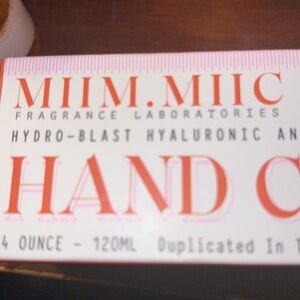 MIIM.MIIC
FRAGRANCE LABORATORIES
HYDRO-BLAST HYALURONIC AN
HAND C
4 OUNCE - 120ML Duplicated In T